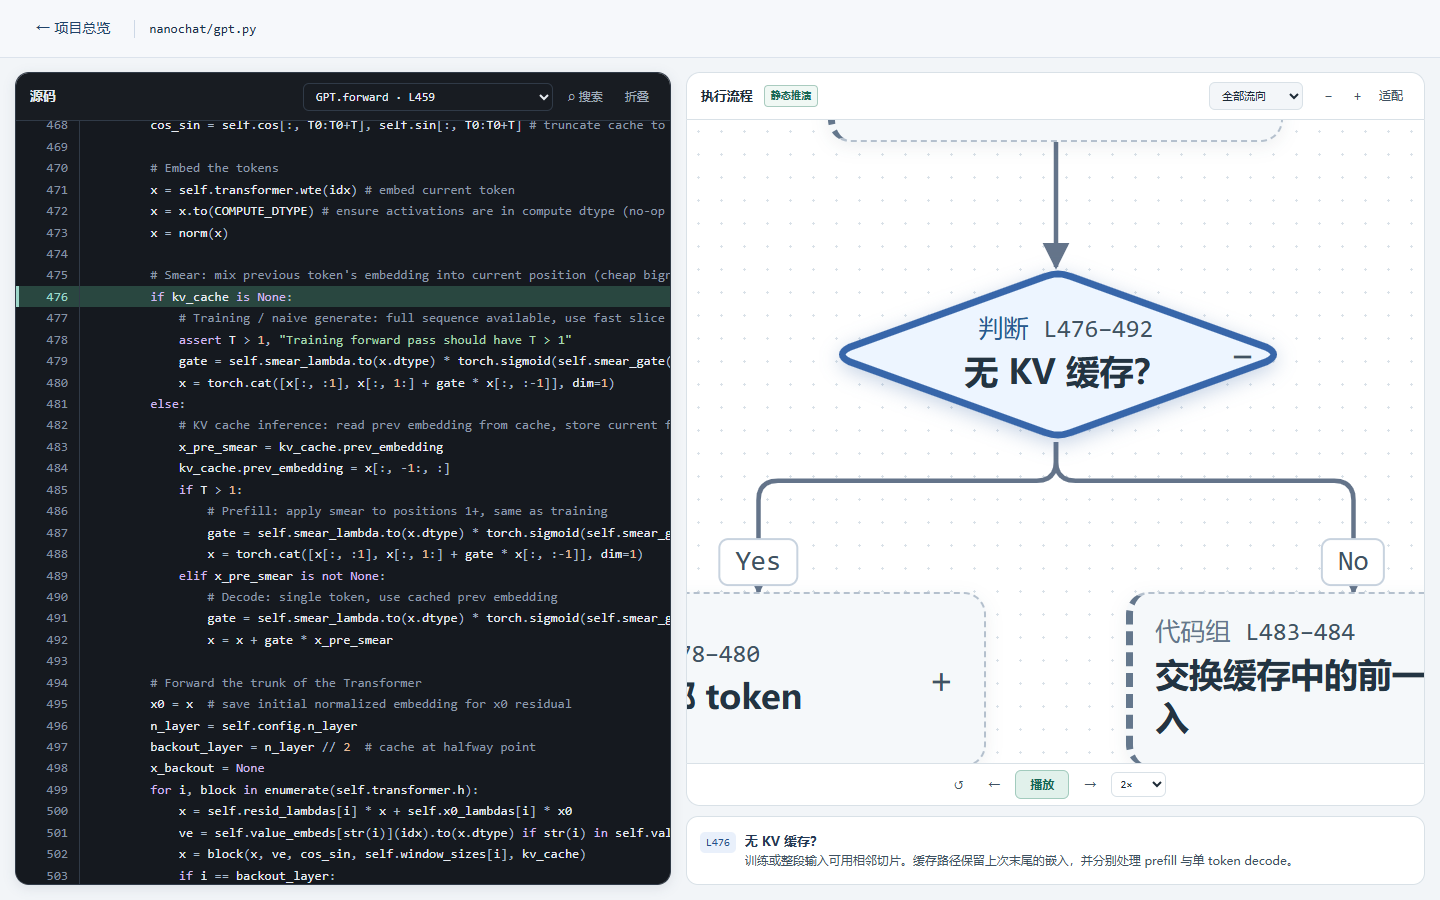 ← 项目总览
nanochat/gpt.py
源码
GPT.forward · L459
⌕ 搜索
折叠
468 cos_sin = self.cos[:, T0:T0+T], self.sin[:, T0:T0+T] # truncate cache to
469
470 # Embed the tokens
471 x = self.transformer.wte(idx) # embed current token
472 x = x.to(COMPUTE_DTYPE) # ensure activations are in compute dtype (no-op
473 x = norm(x)
474
475 # Smear: mix previous token's embedding into current position (cheap bigr
476 if kv_cache is None:
477 # Training / naive generate: full sequence available, use fast slice
478 assert T > 1, "Training forward pass should have T > 1"
479 gate = self.smear_lambda.to(x.dtype) * torch.sigmoid(self.smear_gate(
480 x = torch.cat([x[:, :1], x[:, 1:] + gate * x[:, :-1]], dim=1)
481 else:
482 # KV cache inference: read prev embedding from cache, store current f
483 x_pre_smear = kv_cache.prev_embedding
484 kv_cache.prev_embedding = x[:, -1:, :]
485 if T > 1:
486 # Prefill: apply smear to positions 1+, same as training
487 gate = self.smear_lambda.to(x.dtype) * torch.sigmoid(self.smear_g
488 x = torch.cat([x[:, :1], x[:, 1:] + gate * x[:, :-1]], dim=1)
489 elif x_pre_smear is not None:
490 # Decode: single token, use cached prev embedding
491 gate = self.smear_lambda.to(x.dtype) * torch.sigmoid(self.smear_g
492 x = x + gate * x_pre_smear
493
494 # Forward the trunk of the Transformer
495 x0 = x # save initial normalized embedding for x0 residual
496 n_layer = self.config.n_layer
497 backout_layer = n_layer // 2 # cache at halfway point
498 x_backout = None
499 for i, block in enumerate(self.transformer.h):
500 x = self.resid_lambdas[i] * x + self.x0_lambdas[i] * x0
501 ve = self.value_embeds[str(i)](idx).to(x.dtype) if str(i) in self.val
502 x = block(x, ve, cos_sin, self.window_sizes[i], kv_cache)
503 if i == backout_layer:
执行流程
静态推演
全部流向
−
+
适配
判断 L476–492
无 KV 缓存?
−
Yes
No
78–480
token
+
代码组 L483–484
交换缓存中的前一
入
↺
←
播放
→
2×
L476
无 KV 缓存?
训练或整段输入可用相邻切片。缓存路径保留上次末尾的嵌入，并分别处理 prefill 与单 token decode。